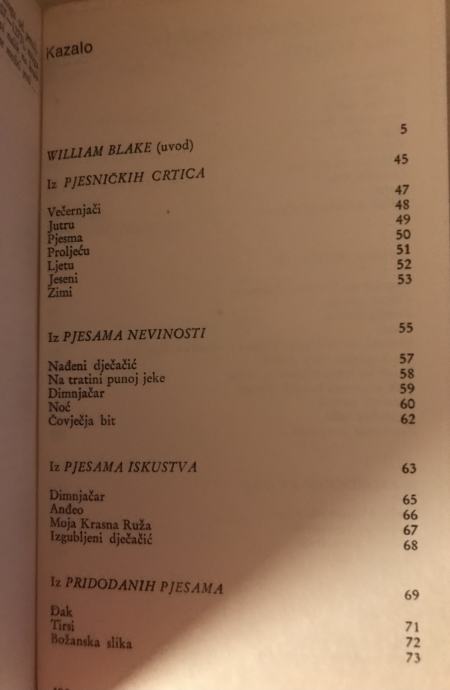 Kazalo
WILLIAM BLAKE (uvod) 5
Iz PJESNIČKIH CRTICA 45
Večernjači 47
Jutru 48
Pjesma 49
Proljeću 50
Ljetu 51
Jeseni 52
Zimi 53
Iz PJESAMA NEVINOSTI 55
Nađeni dječačić 57
Na tratini punoj jeke 58
Dimnjačar 59
Noć 60
Čovječja bit 62
Iz PJESAMA ISKUSTVA 63
Dimnjačar 65
Anđeo 66
Moja Krasna Ruža 67
Izgubljeni dječačić 68
Iz PRIDODANIH PJESAMA 69
Đak 71
Tirsi 72
Božanska slika 73